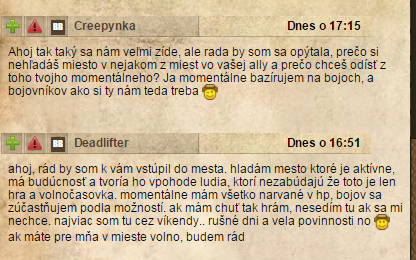 Creepynka Dnes o 17:15
Ahoj tak taký sa nám veľmi zíde, ale rada by som sa opýtala, prečo si
nehľadáš miesto v nejakom z miest vo vašej ally a prečo chceš odísť z
toho tvojho momentálneho? Ja momentálne bazírujem na bojoch, a
bojovníkov ako si ty nám teda treba
Deadlifter Dnes o 16:51
ahoj, rád by som k vám vstúpil do mesta. hladám mesto ktoré je aktívne,
má budúcnosť a tvoria ho vpohode ludia, ktorí nezabúdajú že toto je len
hra a volnočasovka. momentálne mám všetko narvané v hp, bojov sa
zúčastňujem podla možností. ak mám chuť tak hrám, nesedím tu ak sa mi
nechce. najviac som tu cez víkendy.. rušné dni a vela povinnosti no
ak máte pre mňa v mieste volno, budem rád